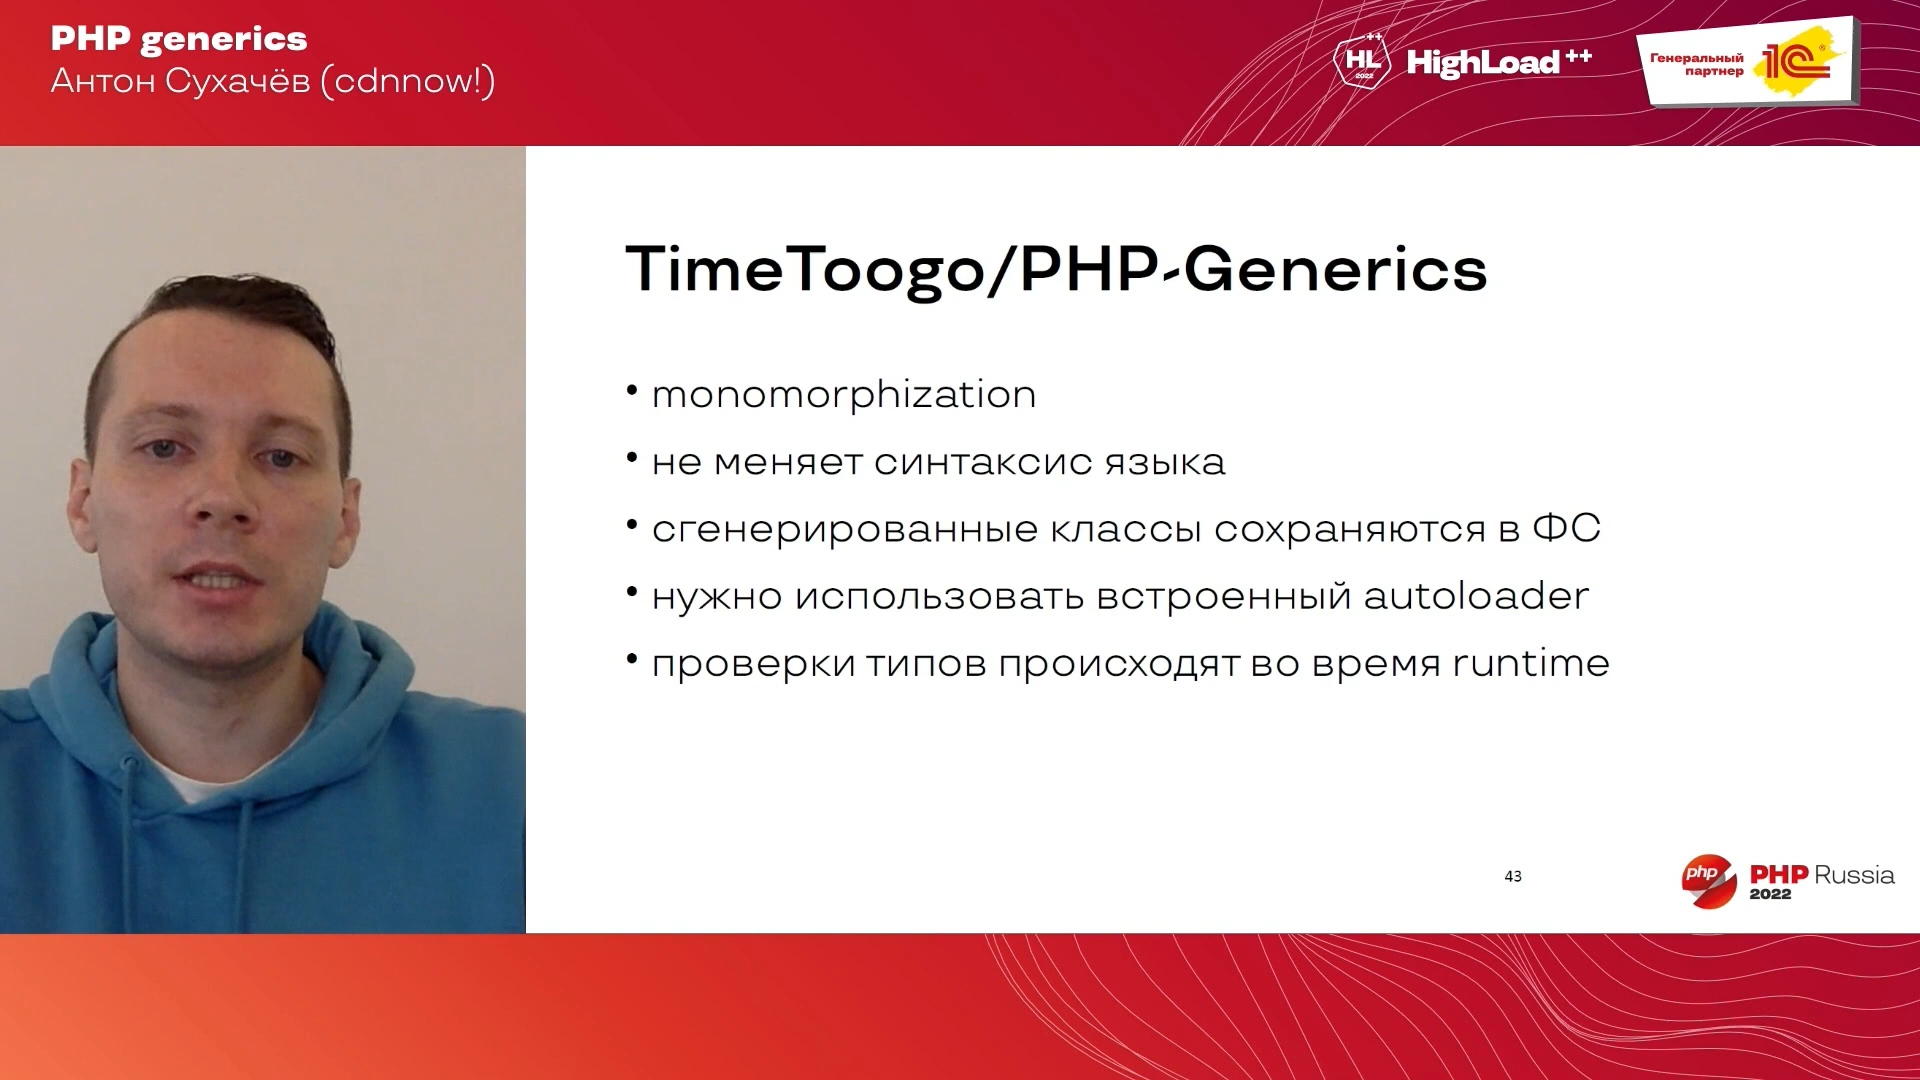 PHP generics
Антон Сухачёв (cdnnow!)
HL++
2022
HighLoad++
Генеральный
партнер
1С
TimeToogo/PHP-Generics
• monomorphization
• не меняет синтаксис языка
• сгенерированные классы сохраняются в ФС
• нужно использовать встроенный autoloader
• проверки типов происходят во время runtime
43
php
PHP Russia
2022